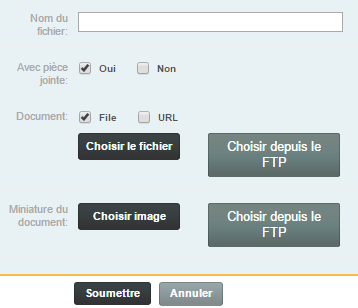 Nom du
fichier:
Avec pièce
jointe:
Oui
Non
Document:
File
URL
Choisir le fichier
Choisir depuis le
FTP
Miniature du
document:
Choisir image
Choisir depuis le
FTP
Soumettre
Annuler